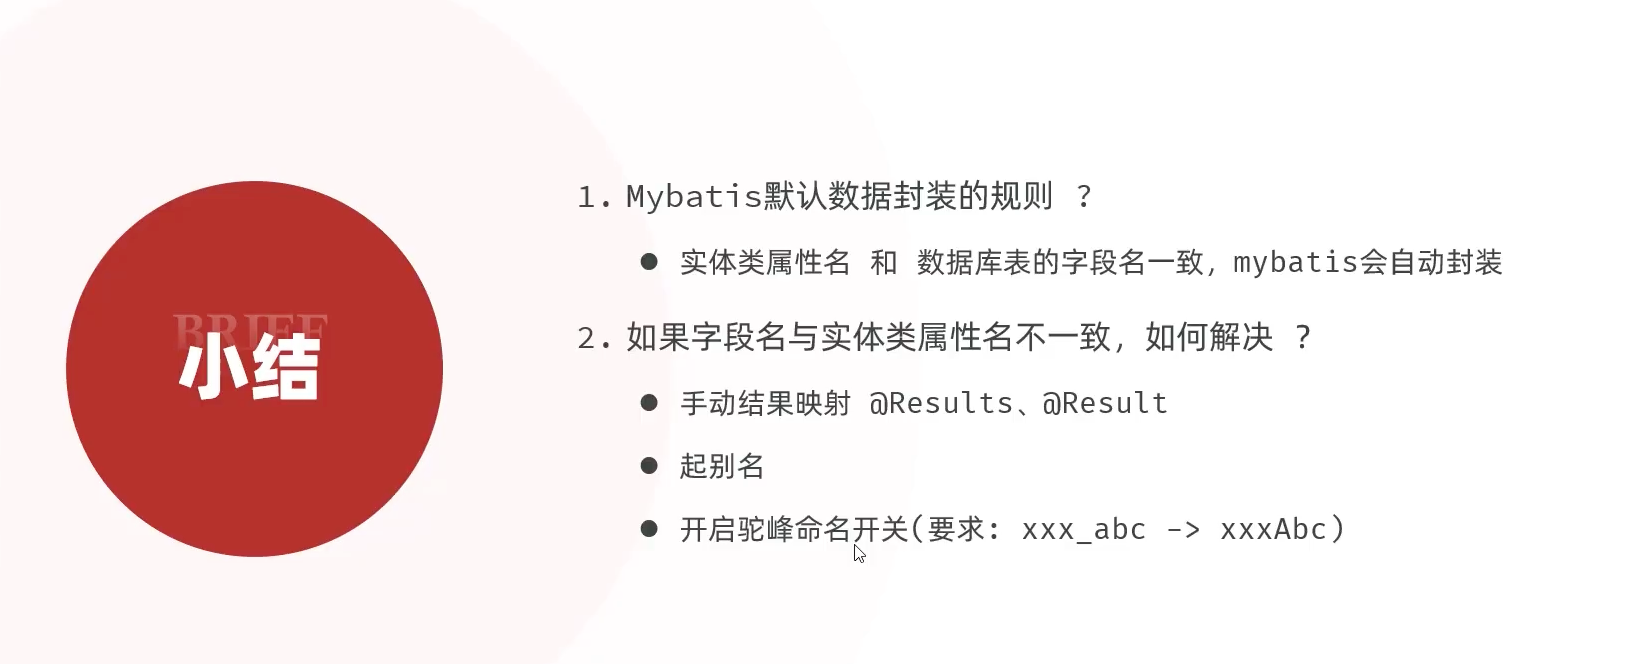 BRIEF
小结
1. Mybatis默认数据封装的规则 ？
● 实体类属性名 和 数据库表的字段名一致，mybatis会自动封装
2. 如果字段名与实体类属性名不一致，如何解决 ？
● 手动结果映射 @Results、@Result
● 起别名
● 开启驼峰命名开关(要求: xxx_abc -> xxxAbc)